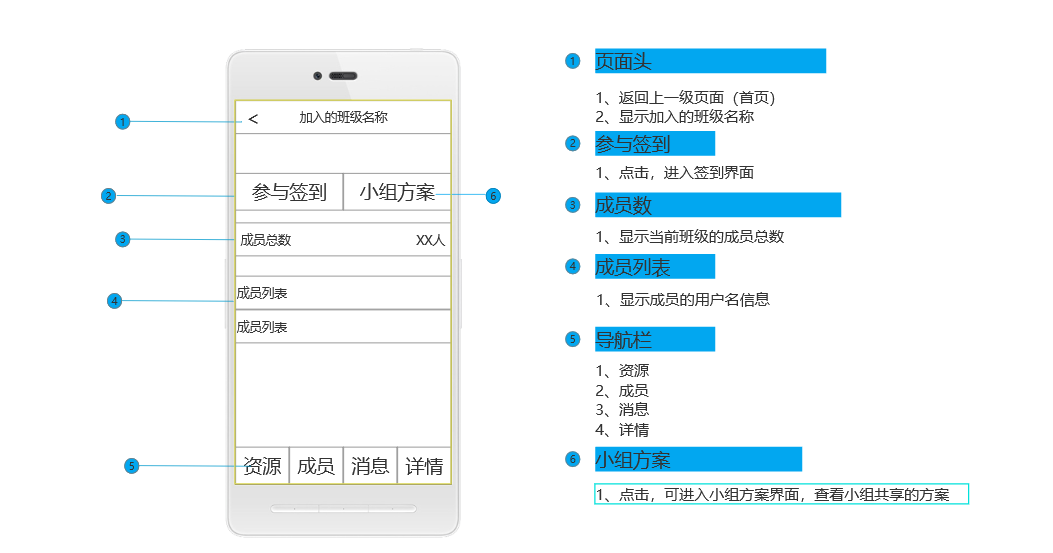 1
<
加入的班级名称
2
参与签到
小组方案
6
3
成员总数
XX人
4
成员列表
成员列表
5
资源
成员
消息
详情
1
页面头
1、返回上一级页面（首页）
2、显示加入的班级名称
2
参与签到
1、点击，进入签到界面
3
成员数
1、显示当前班级的成员总数
4
成员列表
1、显示成员的用户名信息
5
导航栏
1、资源
2、成员
3、消息
4、详情
6
小组方案
1、点击，可进入小组方案界面，查看小组共享的方案